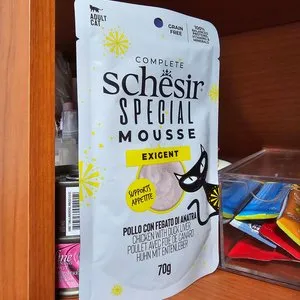 ADULT
CAT
GRAIN
FREE
100%
COMPLETE
schesir
SPECIAL
MOUSSE
EXIGENT
SUPPORTS
APPETITE
POLLO CON FEGATO DI ANATRA
CHICKEN WITH DUCK LIVER
POULET AVEC FOIE DE CANARD
HUHN MIT ENTENLEBER
70g